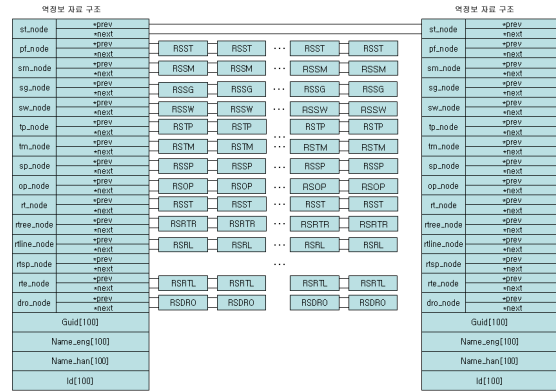 역정보 자료 구조 역정보 자료 구조
st_node *prev *next st_node *prev *next
pf_node *prev *next RSST RSST ... RSST RSST pf_node *prev *next
sm_node *prev *next RSSM RSSM ... RSSM RSSM sm_node *prev *next
sg_node *prev *next RSSG RSSG ... RSSG RSSG sg_node *prev *next
sw_node *prev *next RSSW RSSW ... RSSW RSSW sw_node *prev *next
tp_node *prev *next RSTP RSTP ... RSTP RSTP tp_node *prev *next
tm_node *prev *next RSTM RSTM ... RSTM RSTM tm_node *prev *next
sp_node *prev *next RSSP RSSP ... RSSP RSSP sp_node *prev *next
op_node *prev *next RSOP RSOP ... RSOP RSOP op_node *prev *next
rt_node *prev *next RSST RSST ... RSST RSST rt_node *prev *next
rtree_node *prev *next RSRTR RSRTR ... RSRTR RSRTR rtree_node *prev *next
rtline_node *prev *next RSRL RSRL ... RSRL RSRL rtline_node *prev *next
rtsp_node *prev *next ... rtsp_node *prev *next
rte_node *prev *next RSRTL RSRTL RSRTL RSRTL rte_node *prev *next
dro_node *prev *next RSDRO RSDRO RSDRO RSDRO dro_node *prev *next
Guid[100] Guid[100]
Name_eng[100] Name_eng[100]
Name_han[100] Name_han[100]
Id[100] Id[100]